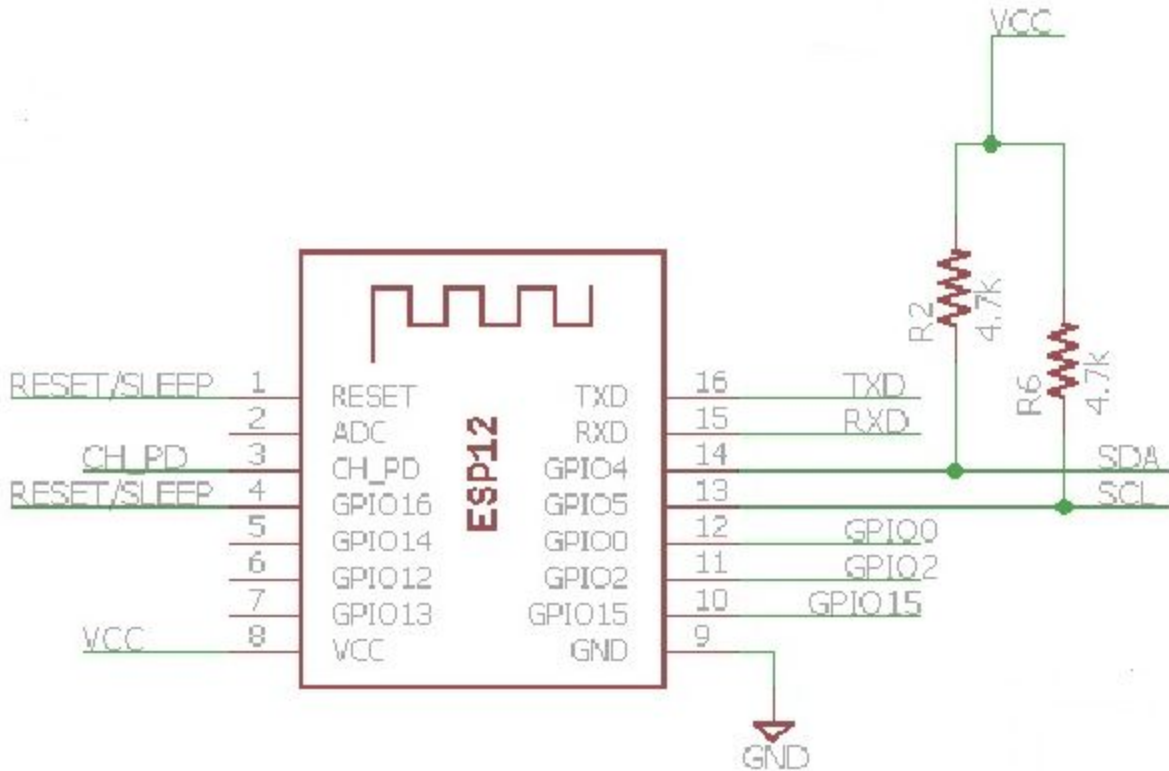 VCC
R2
4.7k
R6
4.7k
ESP12
RESET/SLEEP 1 RESET TXD 16 TXD
2 ADC RXD 15 RXD
CH_PD 3 CH_PD GPIO4 14 SDA
RESET/SLEEP 4 GPIO16 GPIO5 13 SCL
5 GPIO14 GPIO0 12 GPIO0
6 GPIO12 GPIO2 11 GPIO2
7 GPIO13 GPIO15 10 GPIO15
VCC 8 VCC GND 9
GND